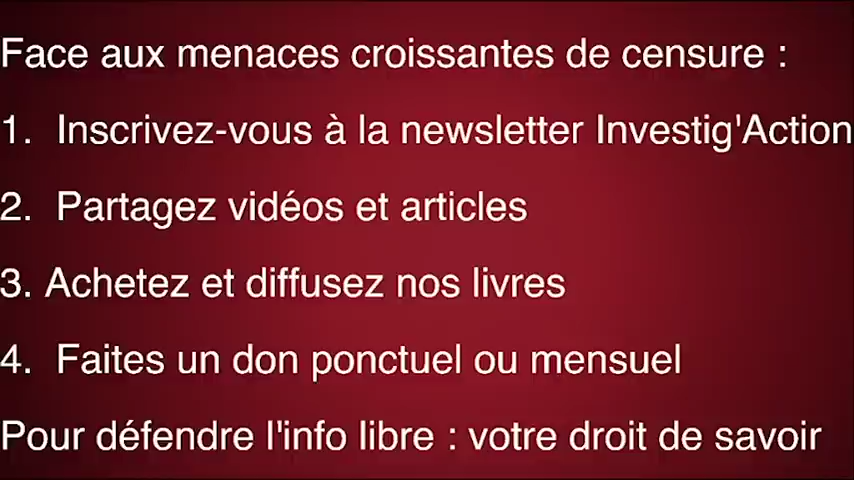 Face aux menaces croissantes de censure :
1. Inscrivez-vous à la newsletter Investig'Action
2. Partagez vidéos et articles
3. Achetez et diffusez nos livres
4. Faites un don ponctuel ou mensuel
Pour défendre l'info libre : votre droit de savoir